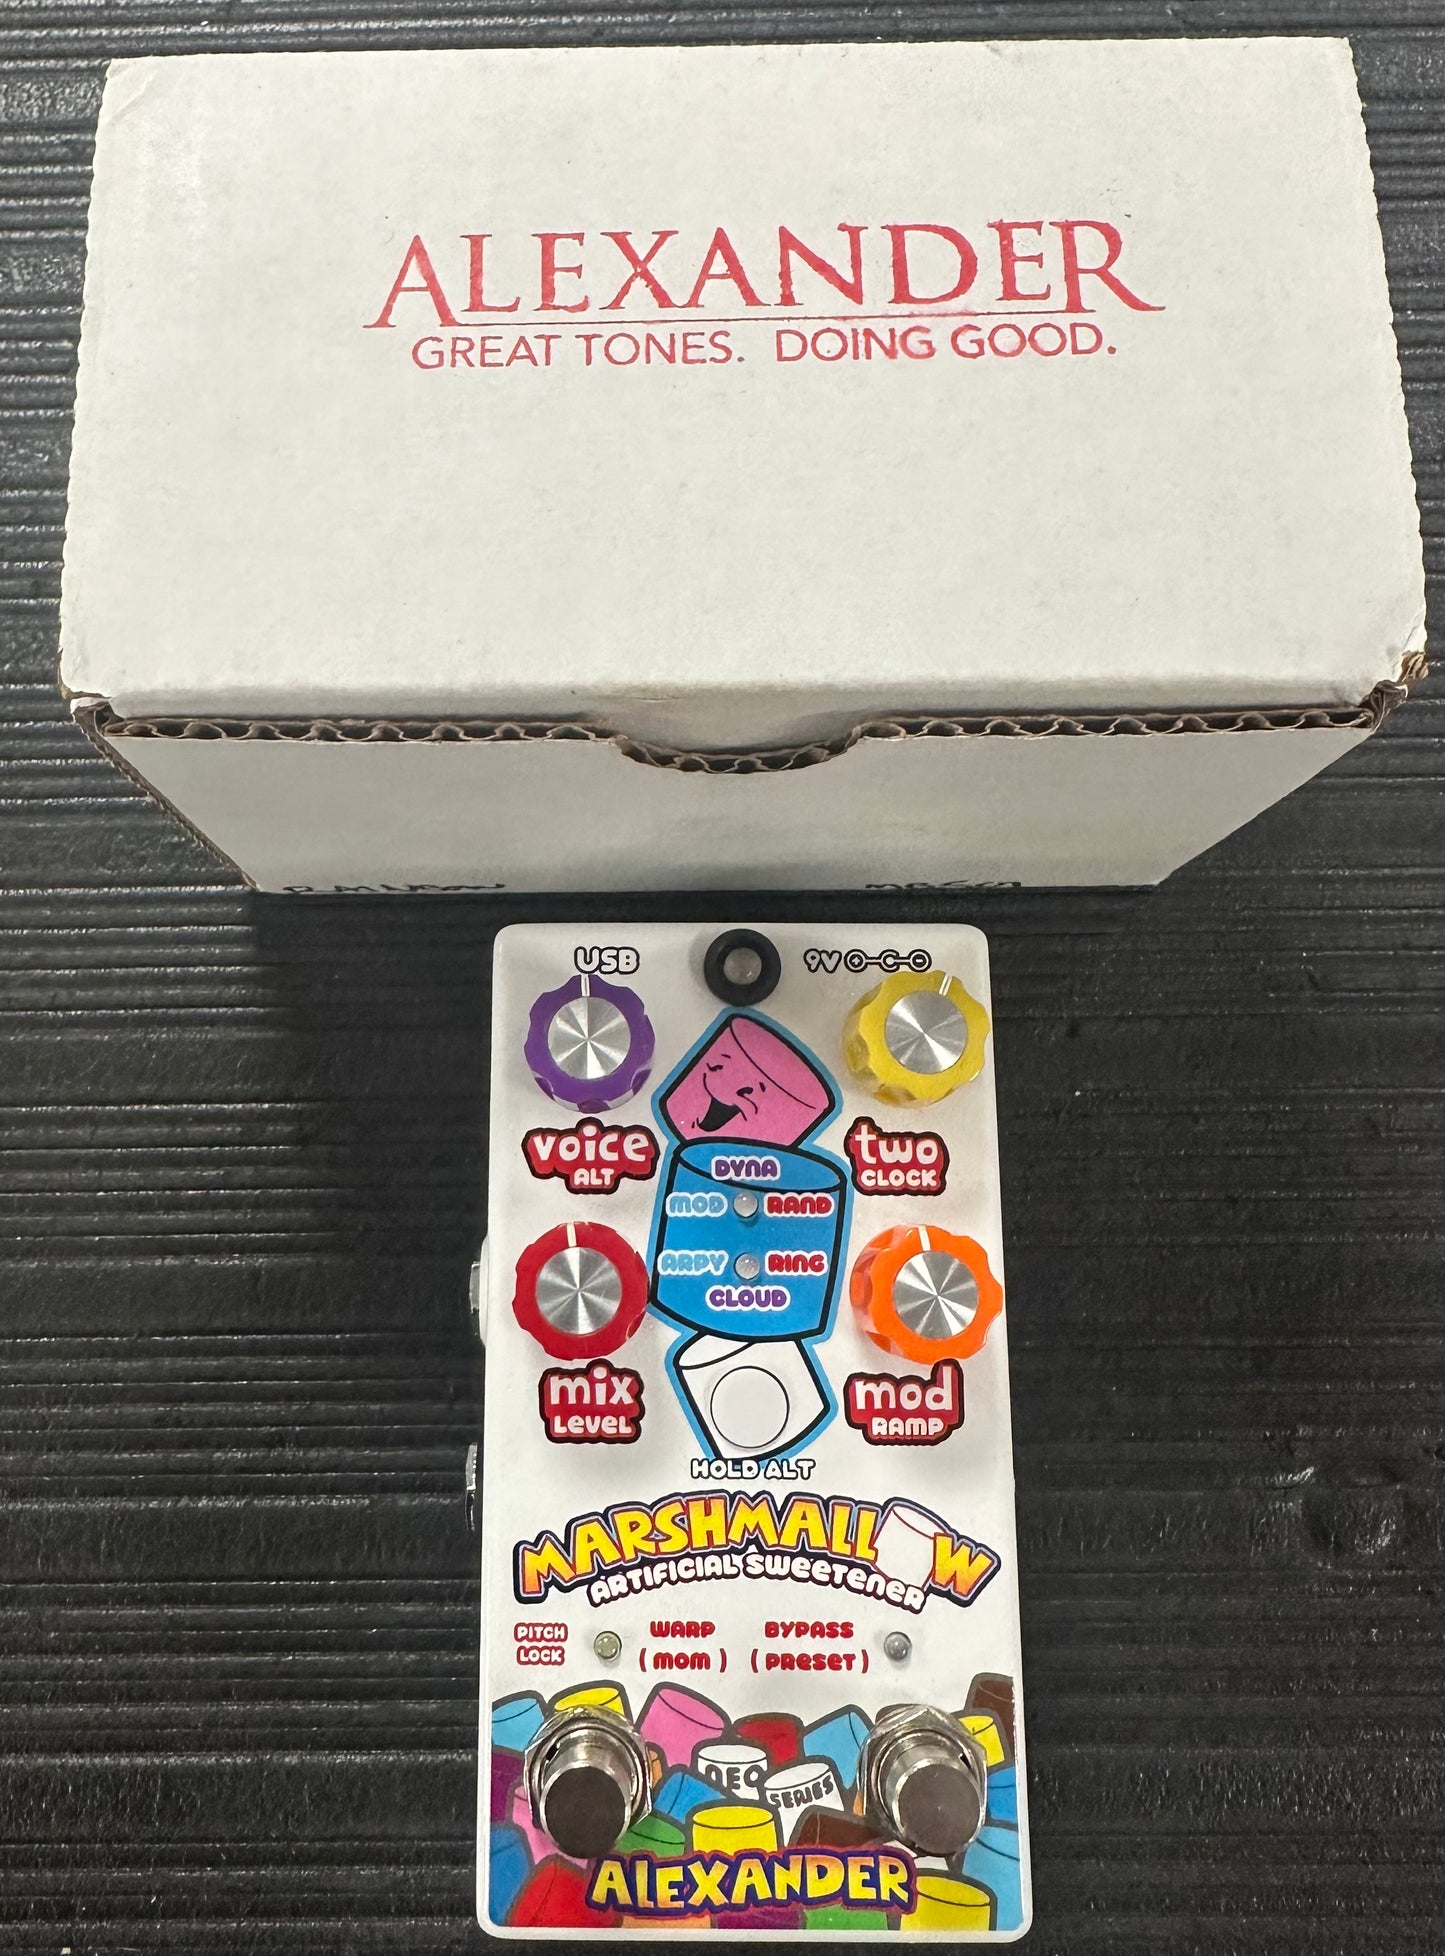 ALEXANDER
GREAT TONES. DOING GOOD.
USB
9V + C -
voice
ALT
two
CLOCK
DYNA
MOD RAND
ARPY RING
CLOUD
mix
LEVEL
mod
RAMP
HOLD ALT
MARSHMALLOW
ARTIFICIAL SWEETENER
PITCH
LOCK
WARP
(MOM)
BYPASS
(PRESET)
NEO
SERIES
ALEXANDER